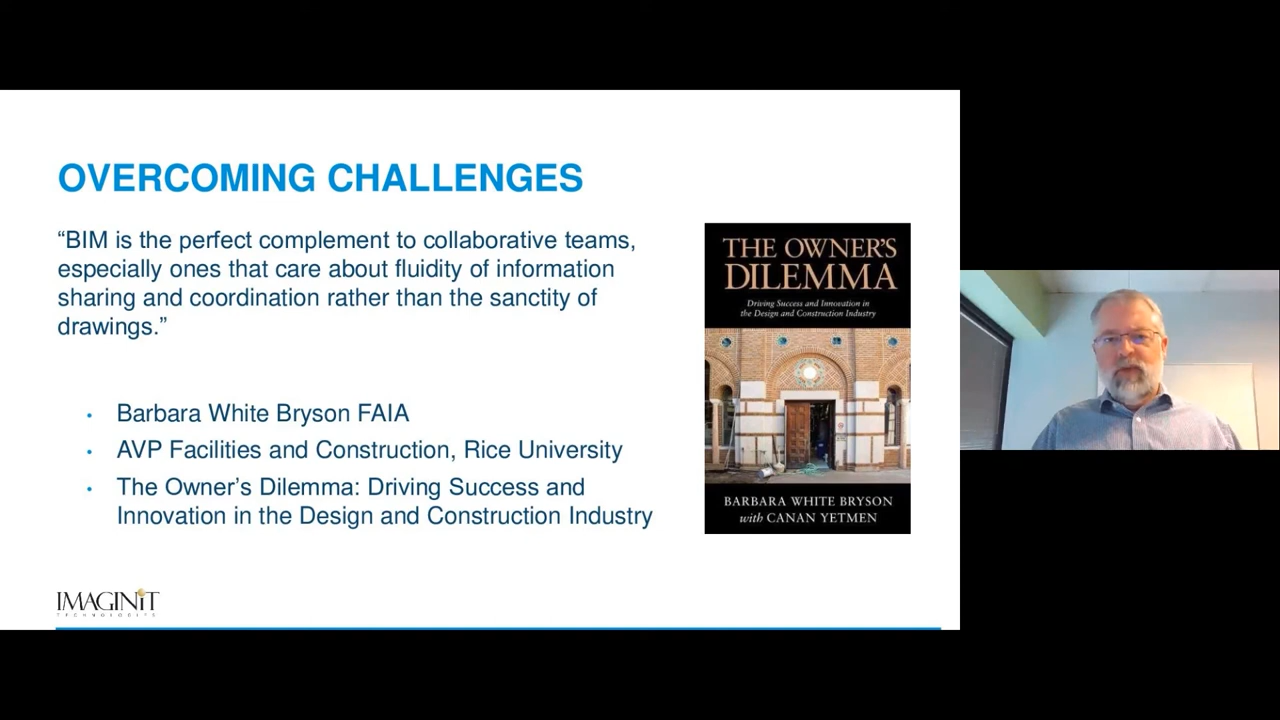 OVERCOMING CHALLENGES
“BIM is the perfect complement to collaborative teams,
especially ones that care about fluidity of information
sharing and coordination rather than the sanctity of
drawings.”
• Barbara White Bryson FAIA
• AVP Facilities and Construction, Rice University
• The Owner’s Dilemma: Driving Success and
Innovation in the Design and Construction Industry
THE OWNER'S
DILEMMA
Driving Success and Innovation in
the Design and Construction Industry
BARBARA WHITE BRYSON
with CANAN YETMEN
IMAGINiT
TECHNOLOGIES